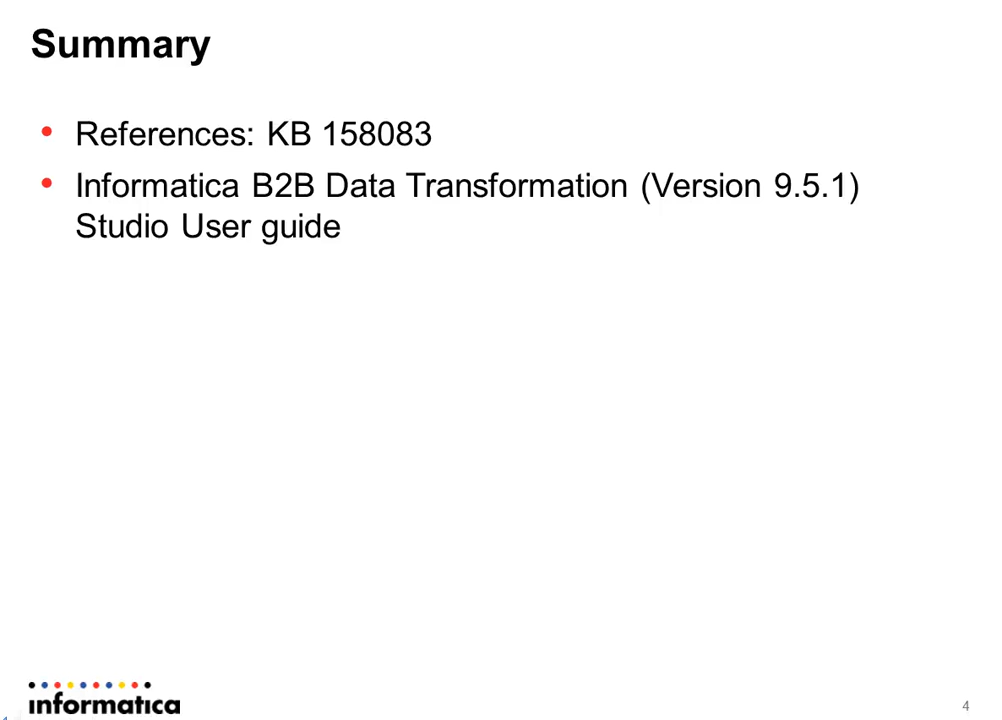 Summary
• References: KB 158083
• Informatica B2B Data Transformation (Version 9.5.1)
Studio User guide
informatica
4